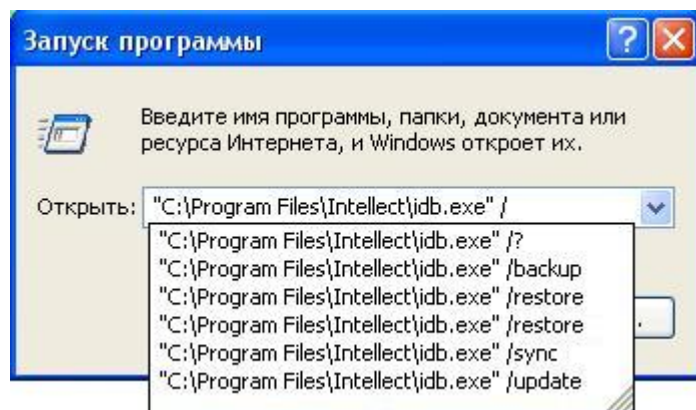 Запуск программы
Введите имя программы, папки, документа или
ресурса Интернета, и Windows откроет их.
Открыть: "C:\Program Files\Intellect\idb.exe" /
"C:\Program Files\Intellect\idb.exe" /?
"C:\Program Files\Intellect\idb.exe" /backup
"C:\Program Files\Intellect\idb.exe" /restore
"C:\Program Files\Intellect\idb.exe" /restore
"C:\Program Files\Intellect\idb.exe" /sync
"C:\Program Files\Intellect\idb.exe" /update